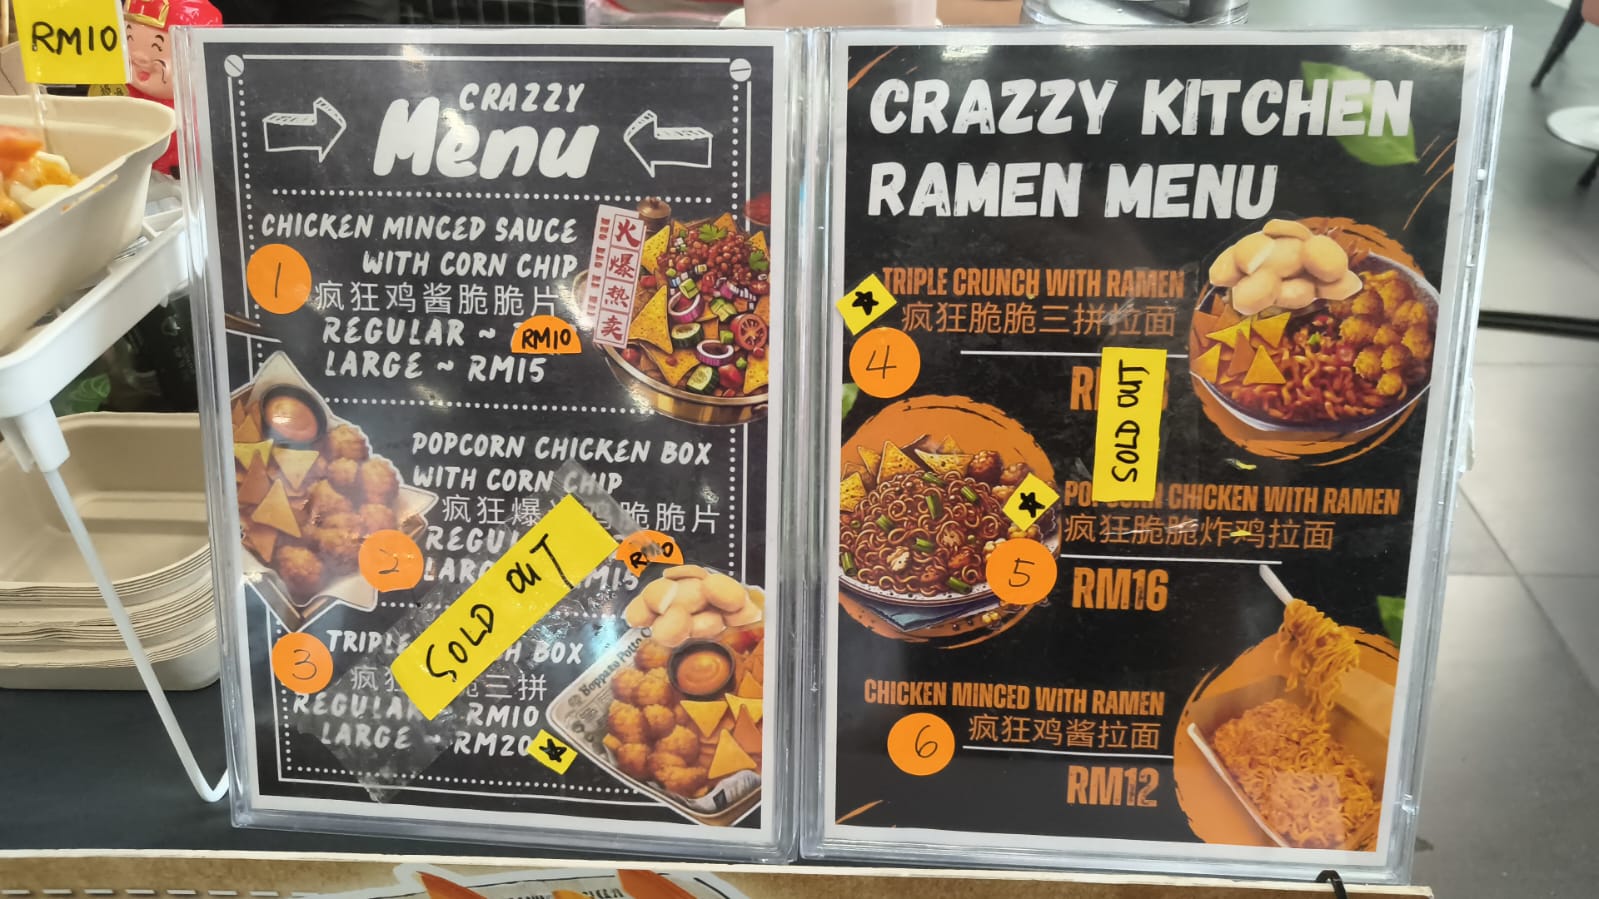 RM10
CRAZZY
Menu
CHICKEN MINCED SAUCE
WITH CORN CHIP
1
疯狂鸡酱脆脆片
REGULAR ~ RM10
LARGE ~ RM15
火爆热卖
POPCORN CHICKEN BOX
WITH CORN CHIP
疯狂爆 脆脆片
2
RM10
SOLD OUT
3
BOX
疯 三拼
RM10
LARGE ~ RM20
CRAZZY KITCHEN
RAMEN MENU
TRIPLE CRUNCH WITH RAMEN
疯狂脆脆三拼拉面
4
SOLD OUT
POPCORN CHICKEN WITH RAMEN
疯狂脆脆炸鸡拉面
5
RM16
CHICKEN MINCED WITH RAMEN
疯狂鸡酱拉面
6
RM12